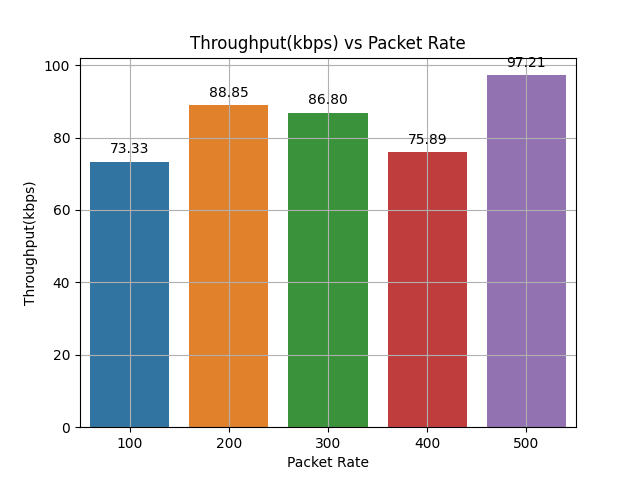 Throughput(kbps) vs Packet Rate
97.21
88.85
86.80
75.89
73.33
100
80
60
40
20
0
Throughput(kbps)
100 200 300 400 500
Packet Rate